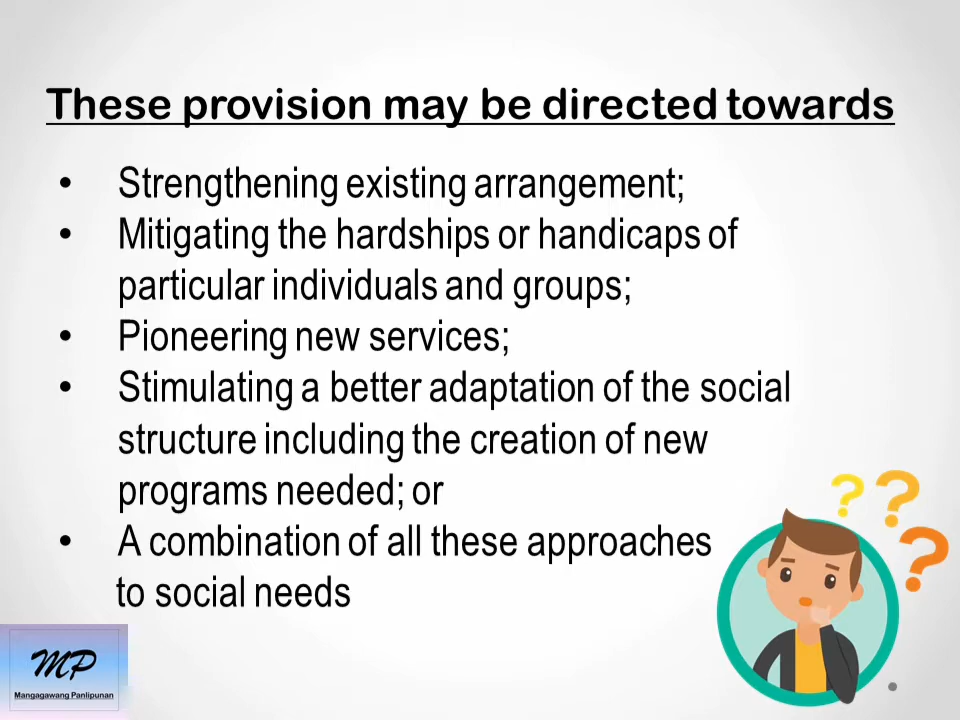 These provision may be directed towards
• Strengthening existing arrangement;
• Mitigating the hardships or handicaps of
particular individuals and groups;
• Pioneering new services;
• Stimulating a better adaptation of the social
structure including the creation of new
programs needed; or
• A combination of all these approaches
to social needs
? ? ?
MP
Mangagawang Panlipunan